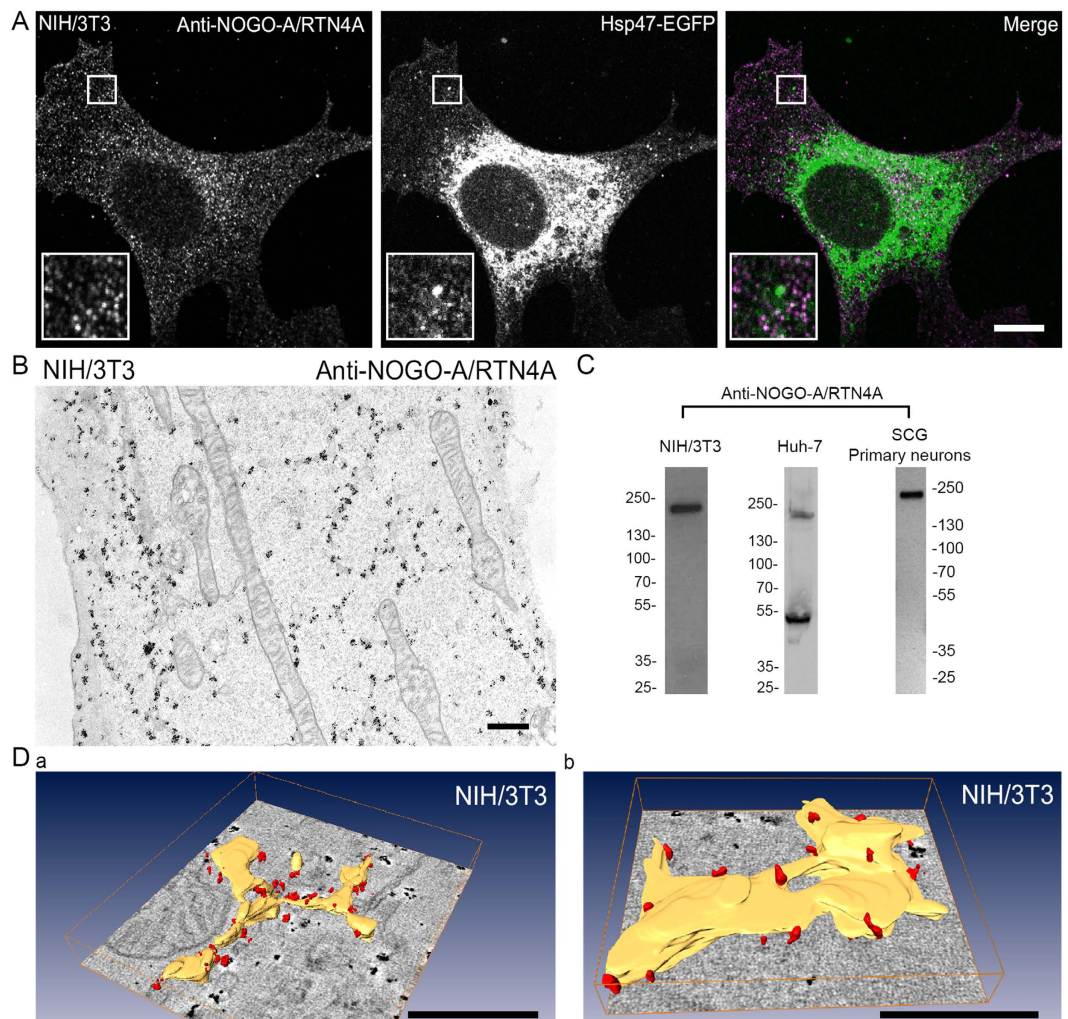 A
NIH/3T3 Anti-NOGO-A/RTN4A
Hsp47-EGFP
Merge
B
NIH/3T3 Anti-NOGO-A/RTN4A
C
Anti-NOGO-A/RTN4A
NIH/3T3
250-
130-
100-
70-
55-
35-
25-
Huh-7
250-
130-
100-
70-
55-
35-
25-
SCG
Primary neurons
-250
-130
-100
-70
-55
-35
-25
D
a
NIH/3T3
b
NIH/3T3